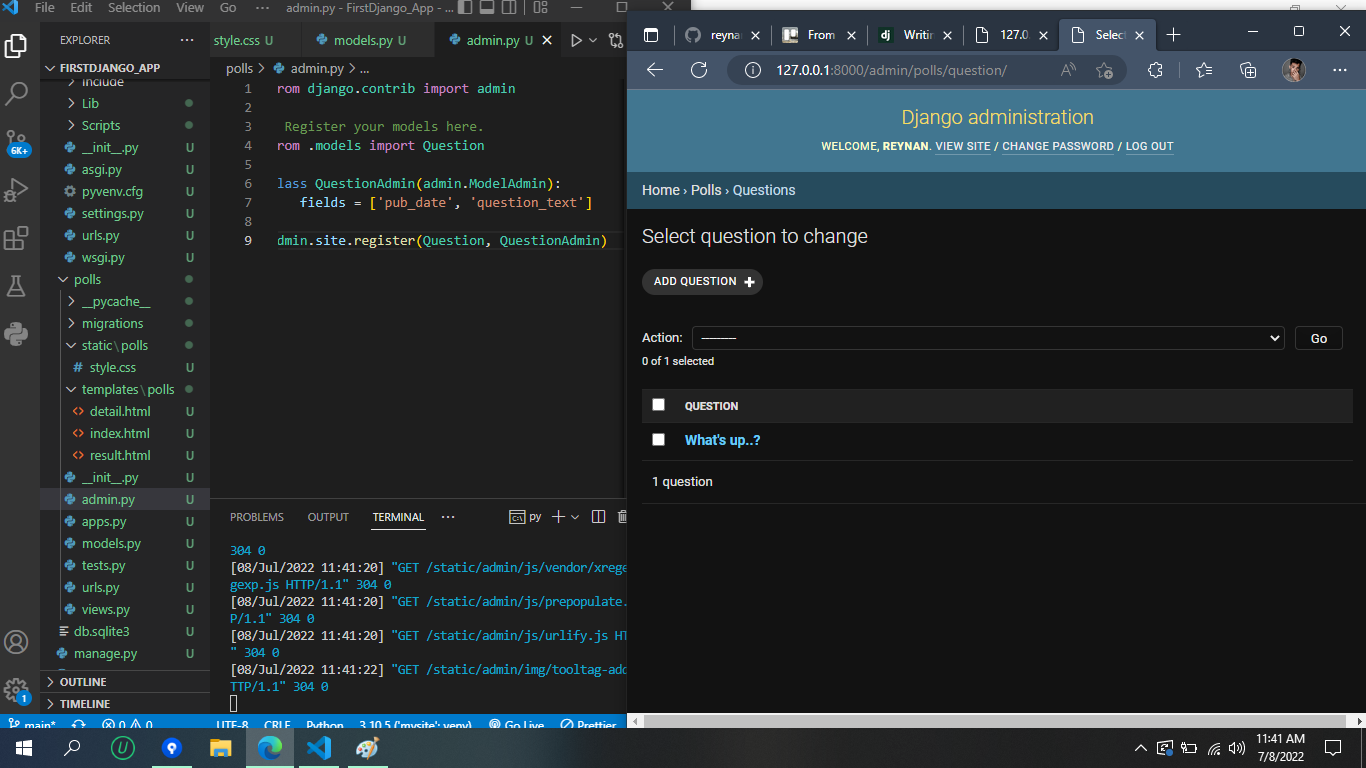 File Edit Selection View Go ··· admin.py - FirstDjango_App - ...
EXPLORER ···
FIRSTDJANGO_APP
Include
Lib
Scripts
__init__.py U
asgi.py U
pyvenv.cfg U
settings.py U
urls.py U
wsgi.py U
polls
__pycache__
migrations
static\polls
style.css U
templates\polls
detail.html U
index.html U
result.html U
__init__.py U
admin.py U
apps.py U
models.py U
tests.py U
urls.py U
views.py U
db.sqlite3 U
manage.py U
OUTLINE
TIMELINE
6K+
1
style.css U models.py U admin.py U
polls > admin.py > ...
1 rom django.contrib import admin
2
3 Register your models here.
4 rom .models import Question
5
6 lass QuestionAdmin(admin.ModelAdmin):
7 fields = ['pub_date', 'question_text']
8
9 dmin.site.register(Question, QuestionAdmin)
PROBLEMS OUTPUT TERMINAL ··· py
304 0
[08/Jul/2022 11:41:20] "GET /static/admin/js/vendor/xrege
gexp.js HTTP/1.1" 304 0
[08/Jul/2022 11:41:20] "GET /static/admin/js/prepopulate.
P/1.1" 304 0
[08/Jul/2022 11:41:20] "GET /static/admin/js/urlify.js HT
" 304 0
[08/Jul/2022 11:41:22] "GET /static/admin/img/tooltag-add
TTP/1.1" 304 0
main* 0 0 UTF-8 CRLF Python 3.10.5 ('mysite': venv) Go Live Prettier
reyna From dj Writin 127.0. Select
127.0.0.1:8000/admin/polls/question/
Django administration
WELCOME, REYNAN. VIEW SITE / CHANGE PASSWORD / LOG OUT
Home › Polls › Questions
Select question to change
ADD QUESTION +
Action: --------- Go
0 of 1 selected
QUESTION
What's up..?
1 question
11:41 AM
7/8/2022